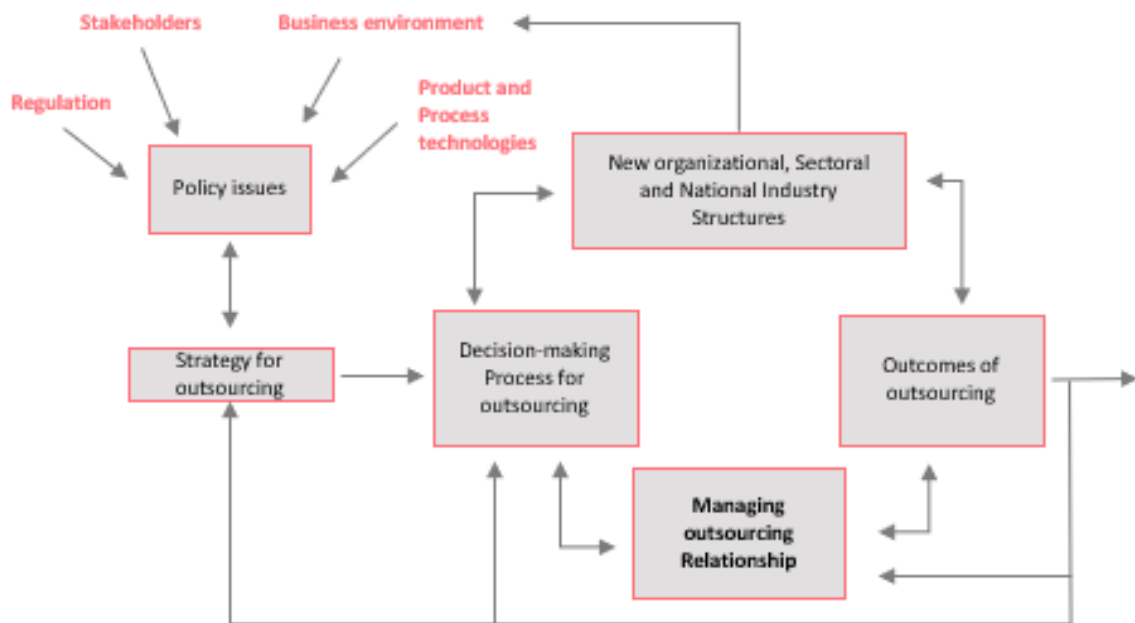 Stakeholders
Business environment
Regulation
Product and
Process
technologies
Policy issues
New organizational, Sectoral
and National Industry
Structures
Strategy for
outsourcing
Decision-making
Process for
outsourcing
Outcomes of
outsourcing
Managing
outsourcing
Relationship